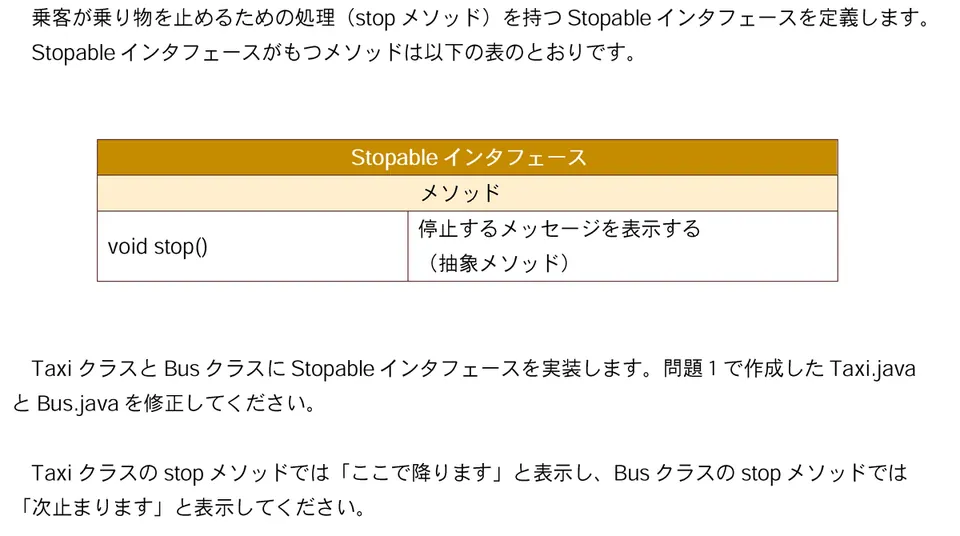 乗客が乗り物を止めるための処理（stop メソッド）を持つ Stopable インタフェースを定義します。
Stopable インタフェースがもつメソッドは以下の表のとおりです。
Stopable インタフェース
メソッド
void stop()
停止するメッセージを表示する
（抽象メソッド）
Taxi クラスと Bus クラスに Stopable インタフェースを実装します。問題 1 で作成した Taxi.java
と Bus.java を修正してください。
Taxi クラスの stop メソッドでは「ここで降ります」と表示し、Bus クラスの stop メソッドでは
「次止まります」と表示してください。